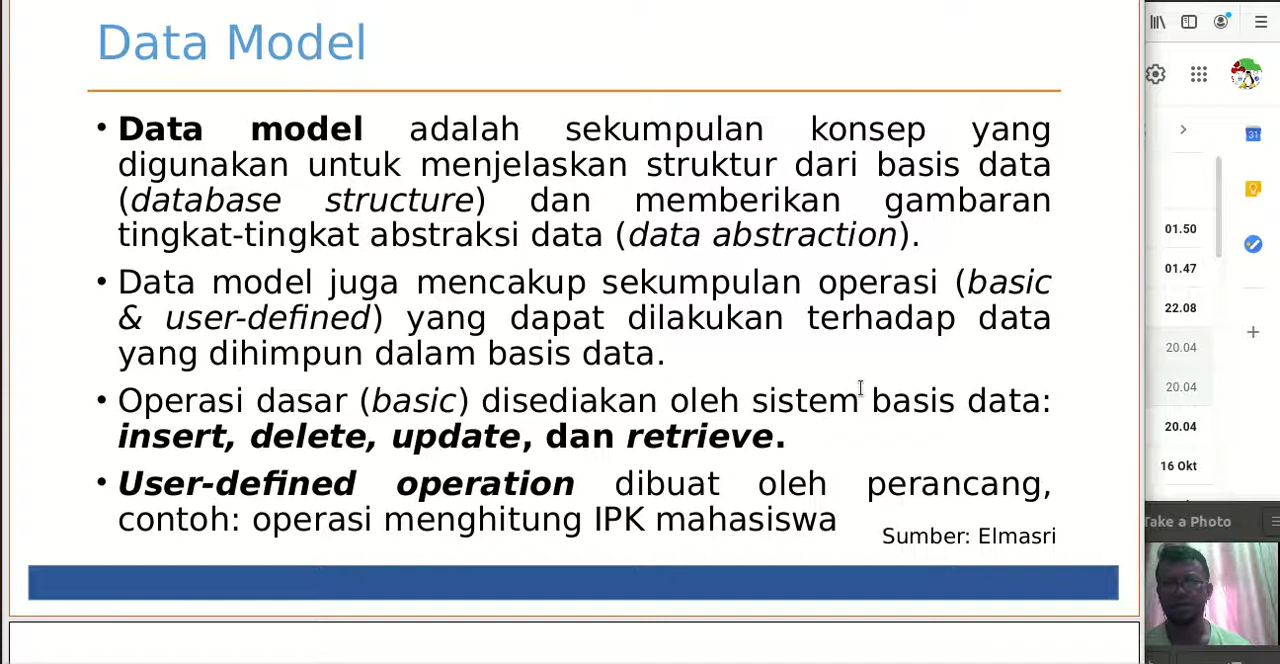 Data Model
• Data model adalah sekumpulan konsep yang
digunakan untuk menjelaskan struktur dari basis data
(database structure) dan memberikan gambaran
tingkat-tingkat abstraksi data (data abstraction).
• Data model juga mencakup sekumpulan operasi (basic
& user-defined) yang dapat dilakukan terhadap data
yang dihimpun dalam basis data.
• Operasi dasar (basic) disediakan oleh sistem basis data:
insert, delete, update, dan retrieve.
• User-defined operation dibuat oleh perancang,
contoh: operasi menghitung IPK mahasiswa
Sumber: Elmasri
31
01.50
01.47
22.08
20.04
20.04
20.04
16 Okt
Take a Photo